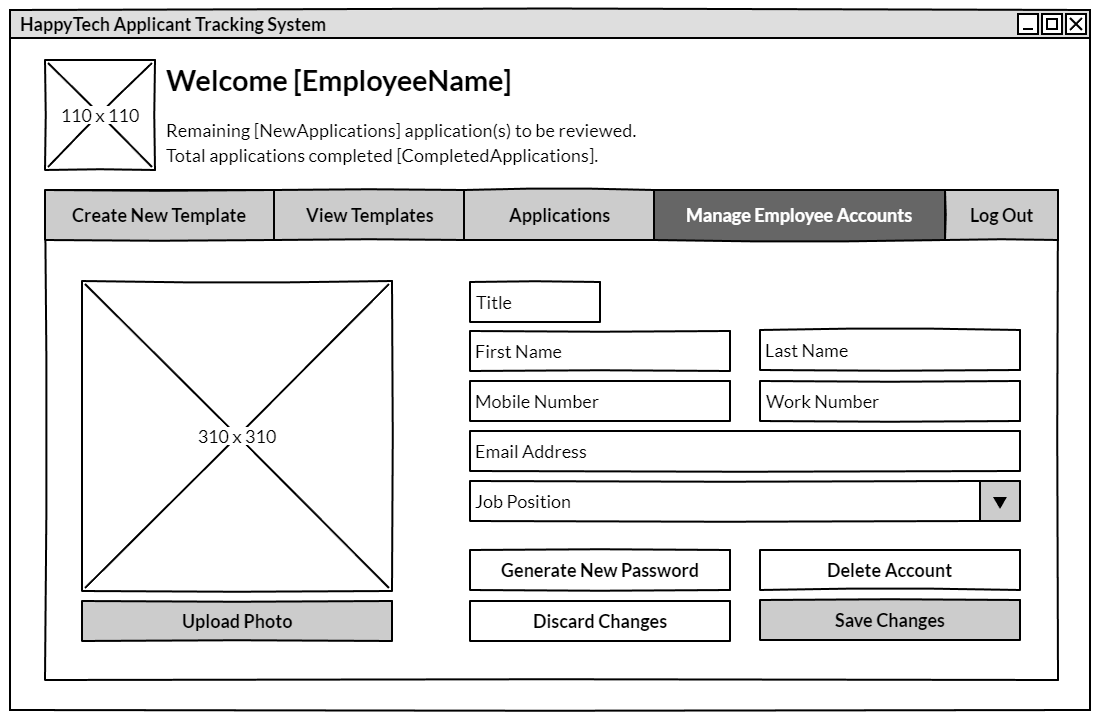 HappyTech Applicant Tracking System
110 x 110
Welcome [EmployeeName]
Remaining [NewApplications] application(s) to be reviewed.
Total applications completed [CompletedApplications].
Create New Template
View Templates
Applications
Manage Employee Accounts
Log Out
310 x 310
Upload Photo
Title
First Name
Last Name
Mobile Number
Work Number
Email Address
Job Position
Generate New Password
Delete Account
Discard Changes
Save Changes